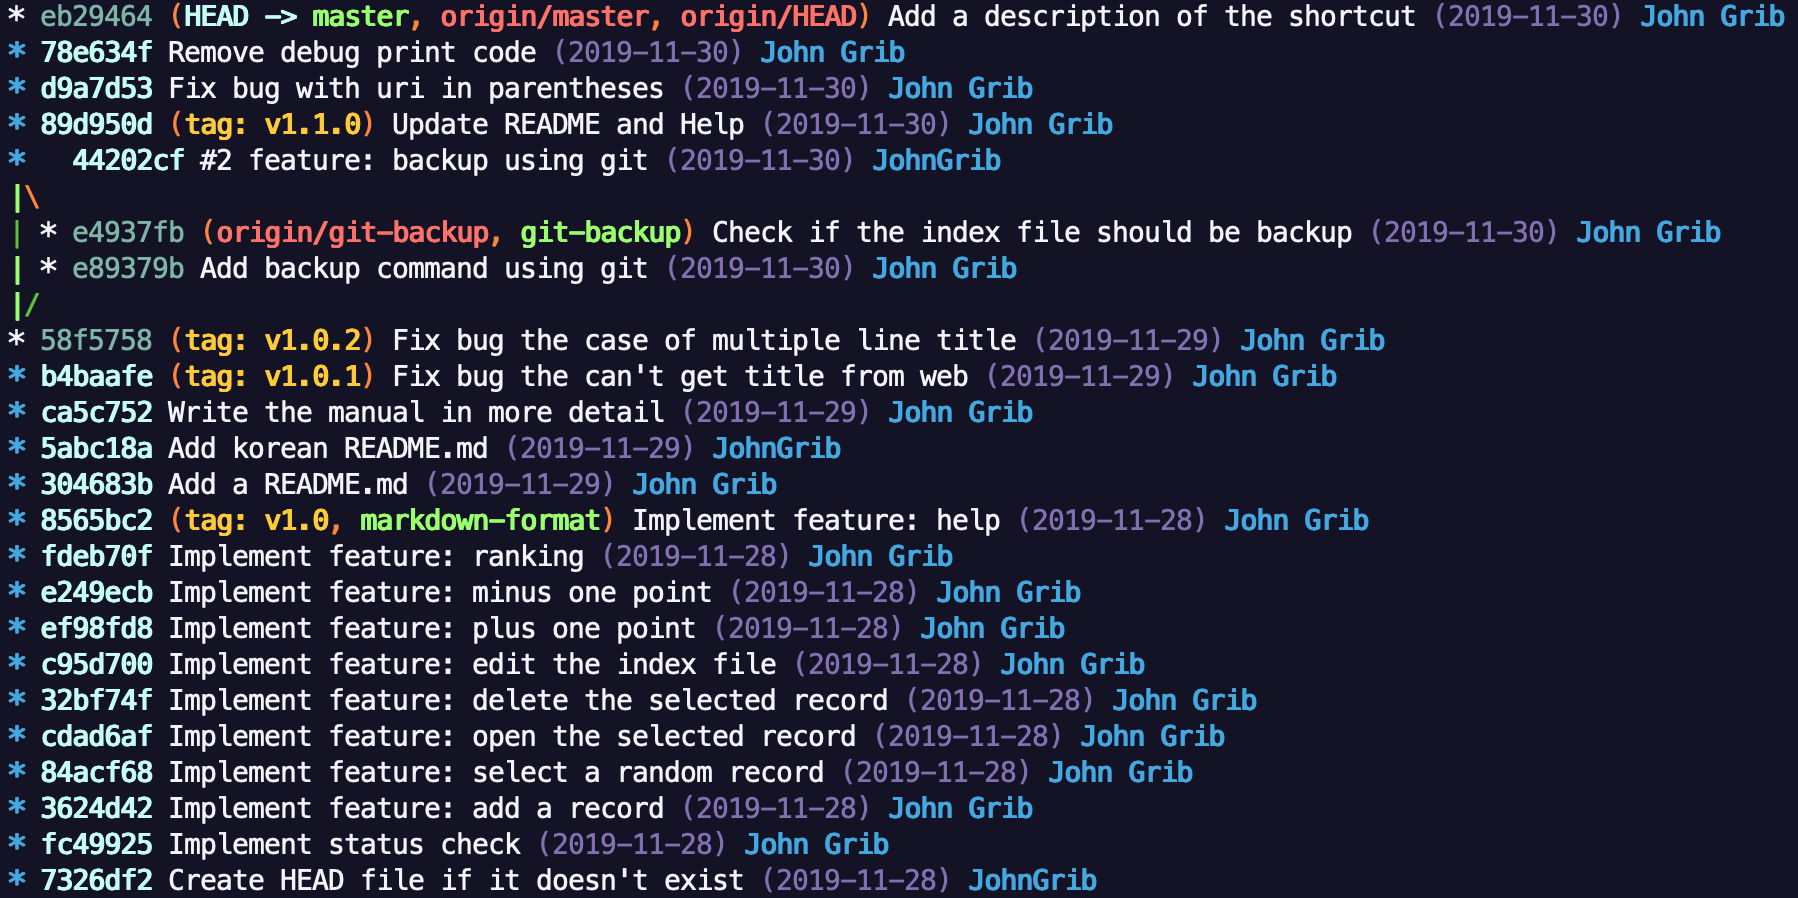 * eb29464 (HEAD -> master, origin/master, origin/HEAD) Add a description of the shortcut (2019-11-30) John Grib
* 78e634f Remove debug print code (2019-11-30) John Grib
* d9a7d53 Fix bug with uri in parentheses (2019-11-30) John Grib
* 89d950d (tag: v1.1.0) Update README and Help (2019-11-30) John Grib
*   44202cf #2 feature: backup using git (2019-11-30) JohnGrib
|\
| * e4937fb (origin/git-backup, git-backup) Check if the index file should be backup (2019-11-30) John Grib
| * e89379b Add backup command using git (2019-11-30) John Grib
|/
* 58f5758 (tag: v1.0.2) Fix bug the case of multiple line title (2019-11-29) John Grib
* b4baafe (tag: v1.0.1) Fix bug the can't get title from web (2019-11-29) John Grib
* ca5c752 Write the manual in more detail (2019-11-29) John Grib
* 5abc18a Add korean README.md (2019-11-29) JohnGrib
* 304683b Add a README.md (2019-11-29) John Grib
* 8565bc2 (tag: v1.0, markdown-format) Implement feature: help (2019-11-28) John Grib
* fdeb70f Implement feature: ranking (2019-11-28) John Grib
* e249ecb Implement feature: minus one point (2019-11-28) John Grib
* ef98fd8 Implement feature: plus one point (2019-11-28) John Grib
* c95d700 Implement feature: edit the index file (2019-11-28) John Grib
* 32bf74f Implement feature: delete the selected record (2019-11-28) John Grib
* cdad6af Implement feature: open the selected record (2019-11-28) John Grib
* 84acf68 Implement feature: select a random record (2019-11-28) John Grib
* 3624d42 Implement feature: add a record (2019-11-28) John Grib
* fc49925 Implement status check (2019-11-28) John Grib
* 7326df2 Create HEAD file if it doesn't exist (2019-11-28) JohnGrib